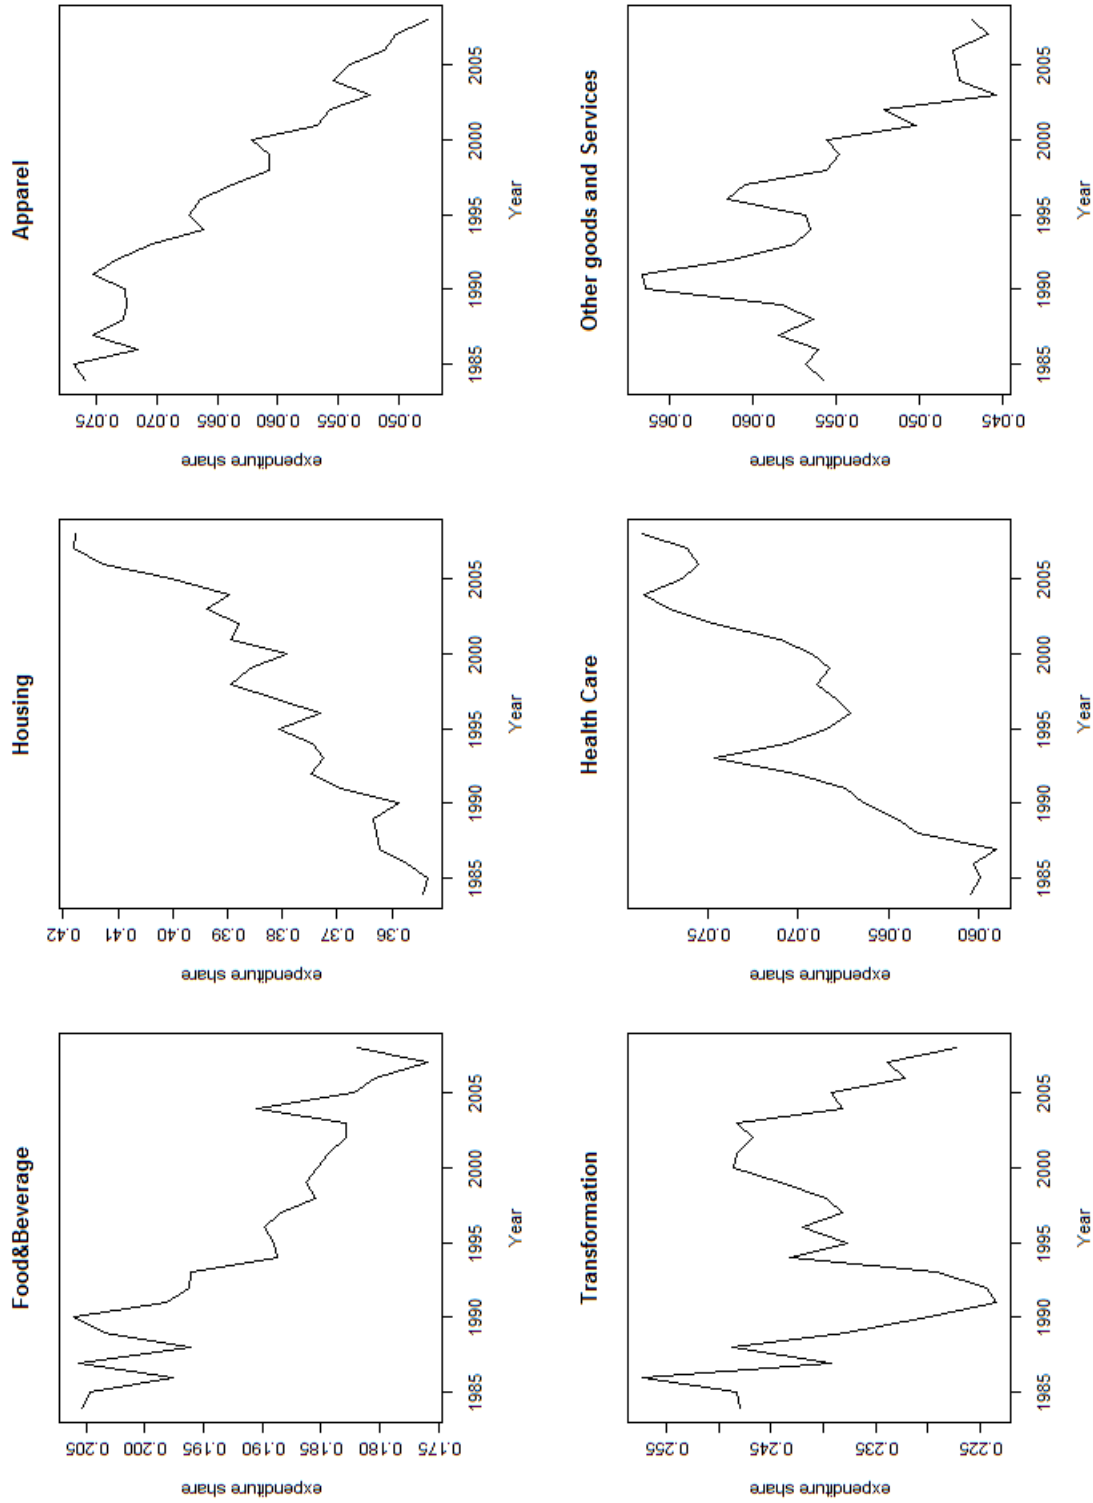 Food&Beverage
expenditure share
0.205
0.200
0.195
0.190
0.185
0.180
0.175
1985 1990 1995 2000 2005
Year
Housing
expenditure share
0.42
0.41
0.40
0.39
0.38
0.37
0.36
1985 1990 1995 2000 2005
Year
Apparel
expenditure share
0.075
0.070
0.065
0.060
0.055
0.050
1985 1990 1995 2000 2005
Year
Transformation
expenditure share
0.255
0.245
0.235
0.225
1985 1990 1995 2000 2005
Year
Health Care
expenditure share
0.075
0.070
0.065
0.060
1985 1990 1995 2000 2005
Year
Other goods and Services
expenditure share
0.065
0.060
0.055
0.050
0.045
1985 1990 1995 2000 2005
Year